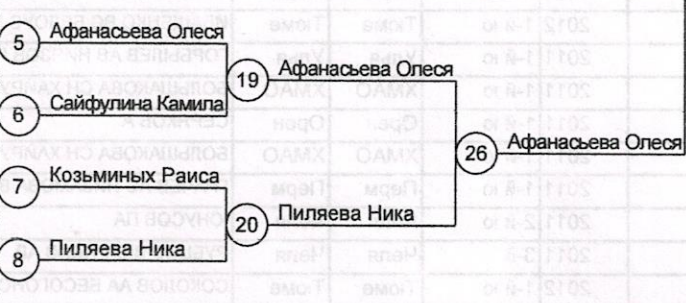 5 Афанасьева Олеся
19 Афанасьева Олеся
6 Сайфулина Камила
26 Афанасьева Олеся
7 Козьминых Раиса
20 Пиляева Ника
8 Пиляева Ника